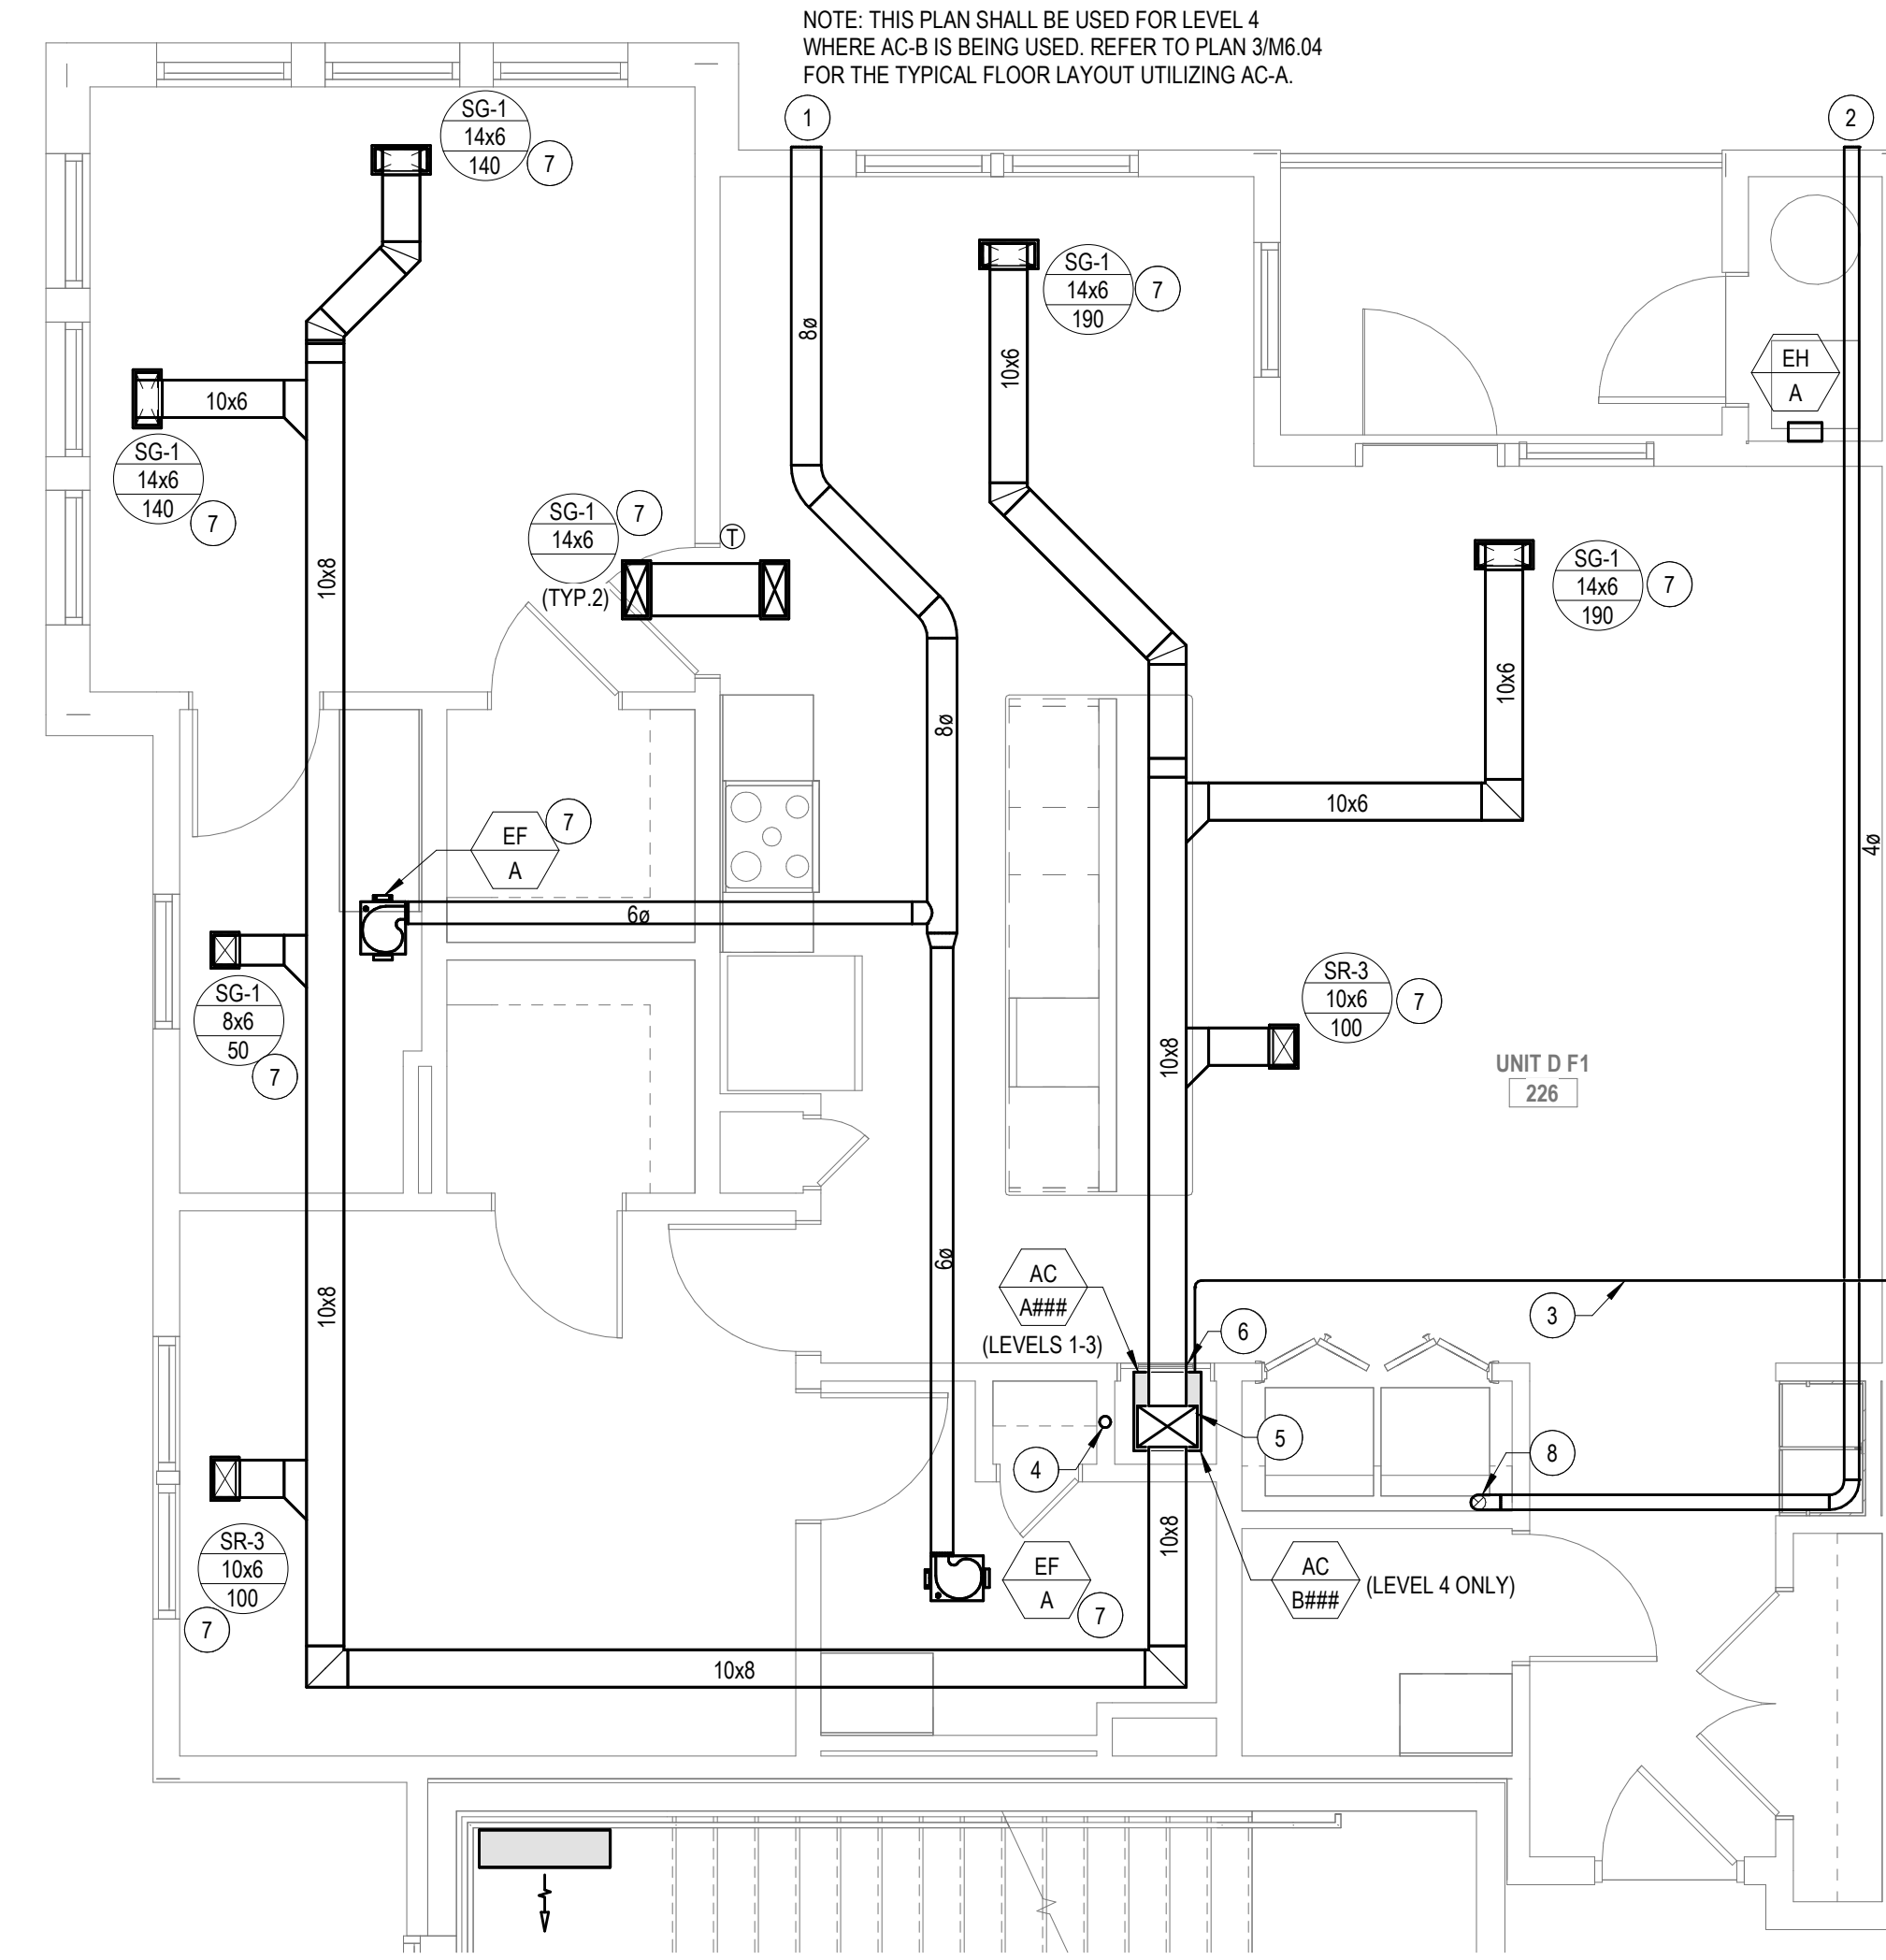 NOTE: THIS PLAN SHALL BE USED FOR LEVEL 4
WHERE AC-B IS BEING USED. REFER TO PLAN 3/M6.04
FOR THE TYPICAL FLOOR LAYOUT UTILIZING AC-A.
SG-1
14x6
140
7
1
2
SG-1
14x6
190
7
8ø
10x6
EH
A
10x6
SG-1
14x6
140
7
SG-1
14x6
7
(TYP.2)
T
10x8
SG-1
14x6
190
7
10x6
8ø
10x6
4ø
EF
A
7
6ø
SG-1
8x6
50
7
SR-3
10x6
100
7
10x8
UNIT D F1
226
6ø
10x8
AC
A###
(LEVELS 1-3)
6
3
5
4
8
10x8
SR-3
10x6
100
7
EF
A
7
AC
B###
(LEVEL 4 ONLY)
10x8